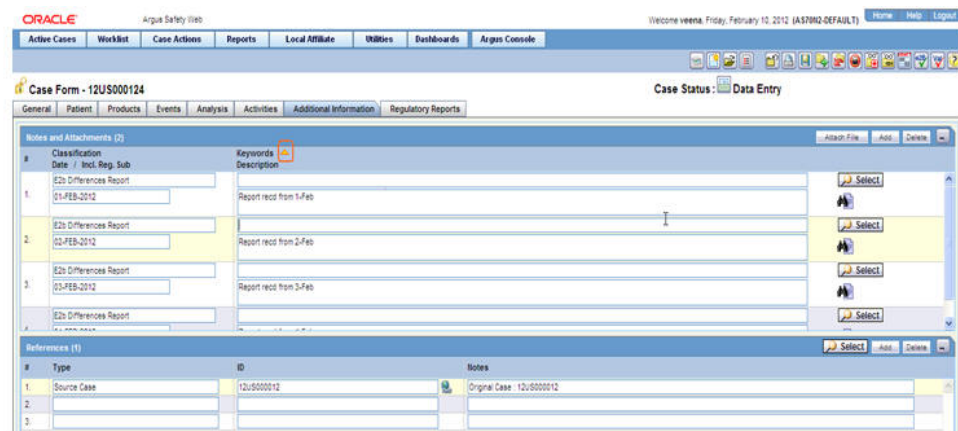 ORACLE Argus Safety Web Welcome veena, Friday, February 10, 2012 (AS70N2-DEFAULT) Home Help Logout
Active Cases Worklist Case Actions Reports Local Affiliate Utilities Dashboards Argus Console
Case Form - 12US000124 Case Status: Data Entry
General Patient Products Events Analysis Activities Additional Information Regulatory Reports
Notes and Attachments (2) Attach File Add Delete
# Classification Keywords
Date / Incl. Reg. Sub Description
E2b Differences Report Select
1. 01-FEB-2012 Report recd from 1-Feb
E2b Differences Report Select
2. 02-FEB-2012 Report recd from 2-Feb
E2b Differences Report Select
3. 03-FEB-2012 Report recd from 3-Feb
E2b Differences Report Select
References (1) Select Add Delete
# Type ID Notes
1. Source Case 12US000012 Original Case : 12US000012
2.
3.